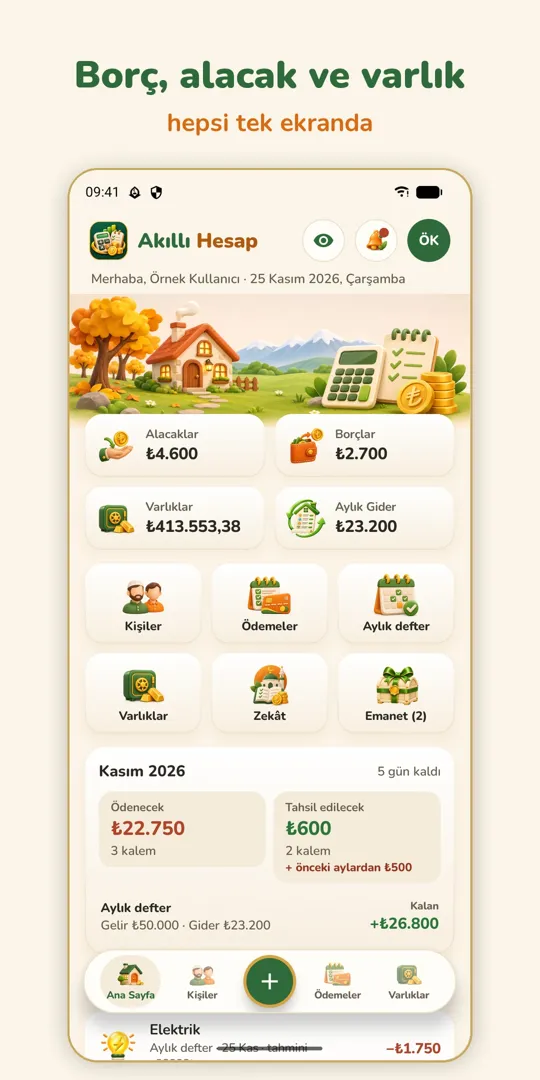 Borç, alacak ve varlık
hepsi tek ekranda
09:41
Akıllı Hesap
ÖK
Merhaba, Örnek Kullanıcı · 25 Kasım 2026, Çarşamba
Alacaklar
₺4.600
Borçlar
₺2.700
Varlıklar
₺413.553,38
Aylık Gider
₺23.200
Kişiler
Ödemeler
Aylık defter
Varlıklar
Zekât
Emanet (2)
Kasım 2026
5 gün kaldı
Ödenecek
₺22.750
3 kalem
Tahsil edilecek
₺600
2 kalem
+ önceki aylardan ₺500
Aylık defter
Gelir ₺50.000 · Gider ₺23.200
Kalan
+₺26.800
Ana Sayfa
Kişiler
+
Ödemeler
Varlıklar
Elektrik
Aylık defter · 25 Kas · tahmini
−₺1.750